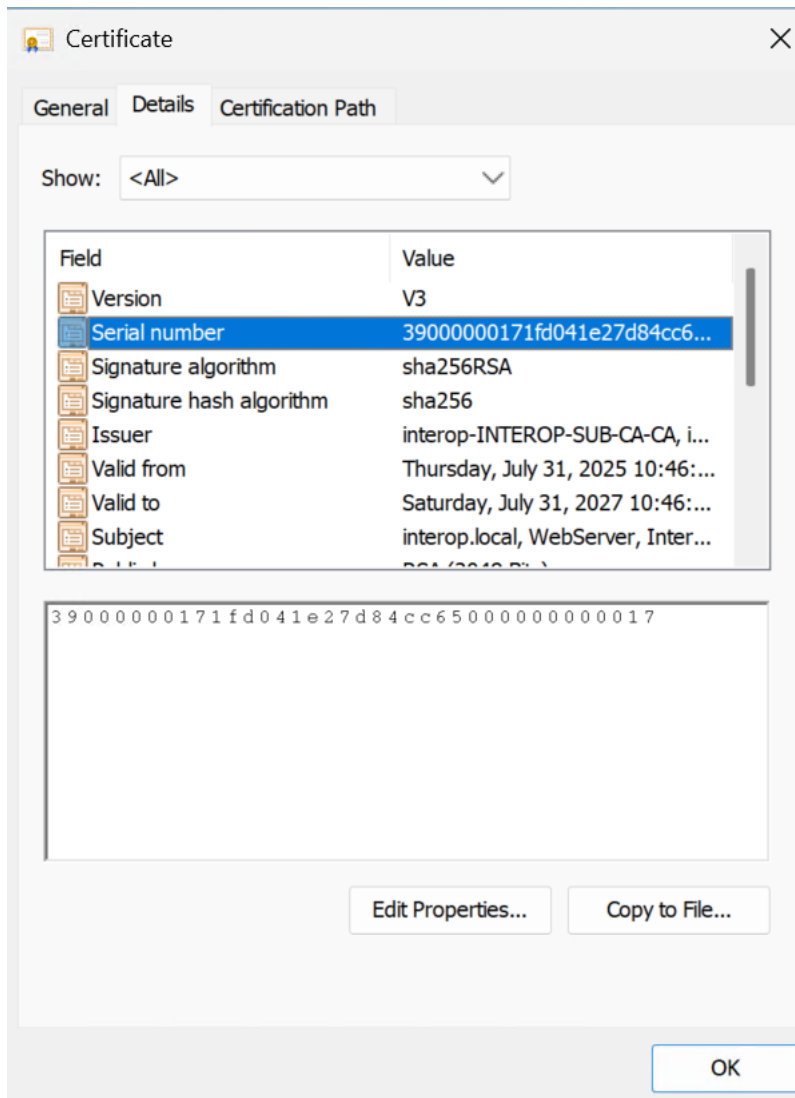 Certificate
General Details Certification Path
Show: <All>
Field Value
Version V3
Serial number 39000000171fd041e27d84cc6...
Signature algorithm sha256RSA
Signature hash algorithm sha256
Issuer interop-INTEROP-SUB-CA-CA, i...
Valid from Thursday, July 31, 2025 10:46:...
Valid to Saturday, July 31, 2027 10:46:...
Subject interop.local, WebServer, Inter...
39000000171fd041e27d84cc65000000000017
Edit Properties... Copy to File...
OK